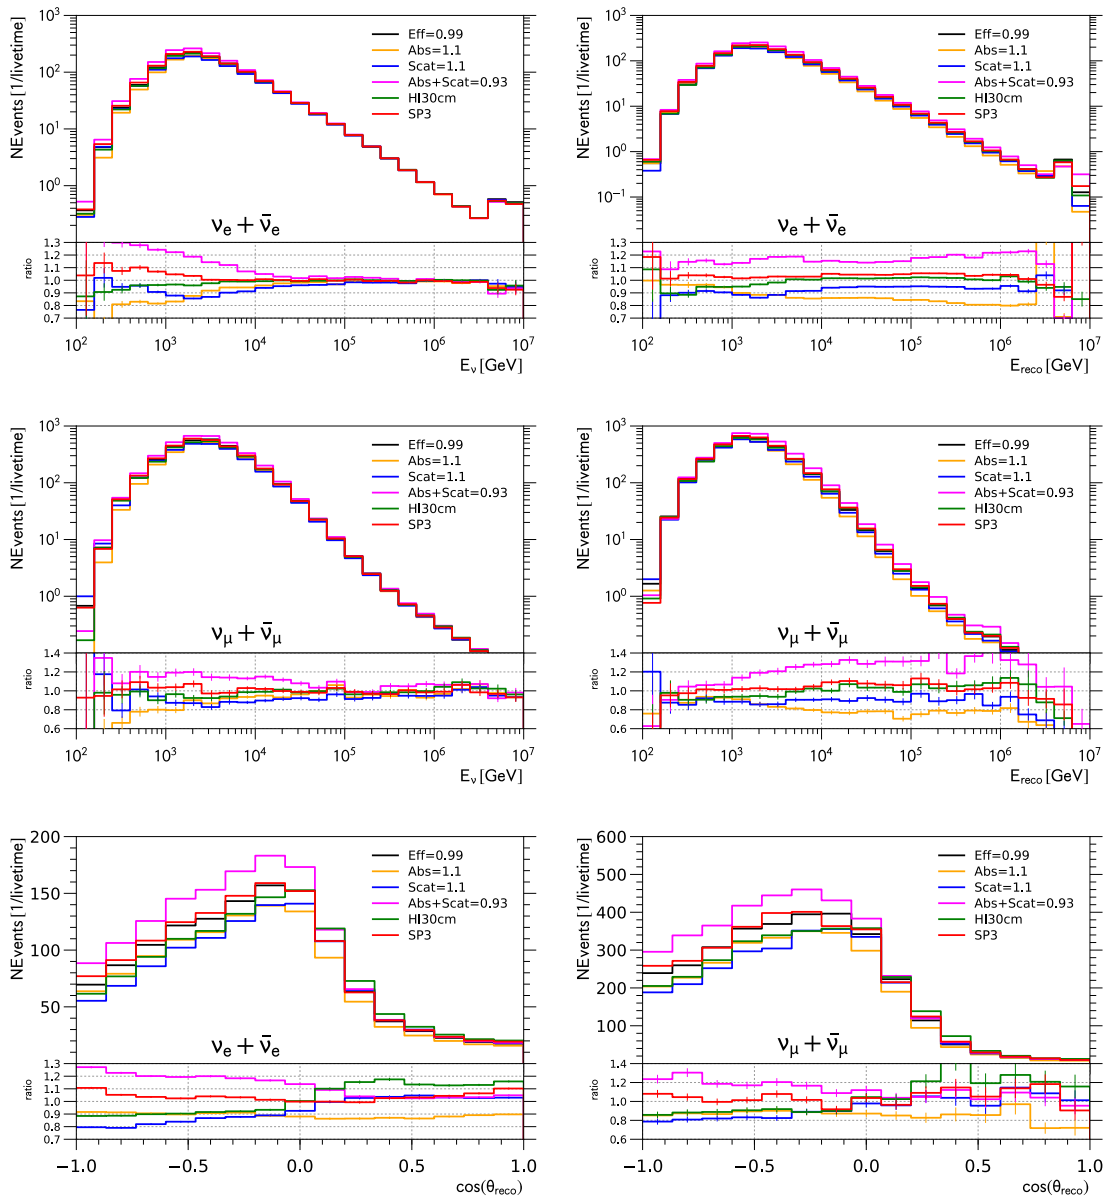 NEvents [1/livetime]
10³
10²
10¹
10⁰
Eff=0.99
Abs=1.1
Scat=1.1
Abs+Scat=0.93
HI30cm
SP3
νₑ + ν̄ₑ
ratio
1.3
1.2
1.1
1.0
0.9
0.8
0.7
10² 10³ 10⁴ 10⁵ 10⁶ 10⁷
E_ν [GeV]
NEvents [1/livetime]
10³
10²
10¹
10⁰
10⁻¹
Eff=0.99
Abs=1.1
Scat=1.1
Abs+Scat=0.93
HI30cm
SP3
νₑ + ν̄ₑ
ratio
1.3
1.2
1.1
1.0
0.9
0.8
0.7
10² 10³ 10⁴ 10⁵ 10⁶ 10⁷
E_reco [GeV]
NEvents [1/livetime]
10³
10²
10¹
10⁰
Eff=0.99
Abs=1.1
Scat=1.1
Abs+Scat=0.93
HI30cm
SP3
ν_μ + ν̄_μ
ratio
1.4
1.2
1.0
0.8
0.6
10² 10³ 10⁴ 10⁵ 10⁶ 10⁷
E_ν [GeV]
NEvents [1/livetime]
10³
10²
10¹
10⁰
Eff=0.99
Abs=1.1
Scat=1.1
Abs+Scat=0.93
HI30cm
SP3
ν_μ + ν̄_μ
ratio
1.4
1.2
1.0
0.8
0.6
10² 10³ 10⁴ 10⁵ 10⁶ 10⁷
E_reco [GeV]
NEvents [1/livetime]
200
150
100
50
Eff=0.99
Abs=1.1
Scat=1.1
Abs+Scat=0.93
HI30cm
SP3
νₑ + ν̄ₑ
ratio
1.3
1.2
1.1
1.0
0.9
0.8
0.7
−1.0 −0.5 0.0 0.5 1.0
cos(θ_reco)
NEvents [1/livetime]
600
500
400
300
200
100
Eff=0.99
Abs=1.1
Scat=1.1
Abs+Scat=0.93
HI30cm
SP3
ν_μ + ν̄_μ
ratio
1.4
1.2
1.0
0.8
0.6
−1.0 −0.5 0.0 0.5 1.0
cos(θ_reco)